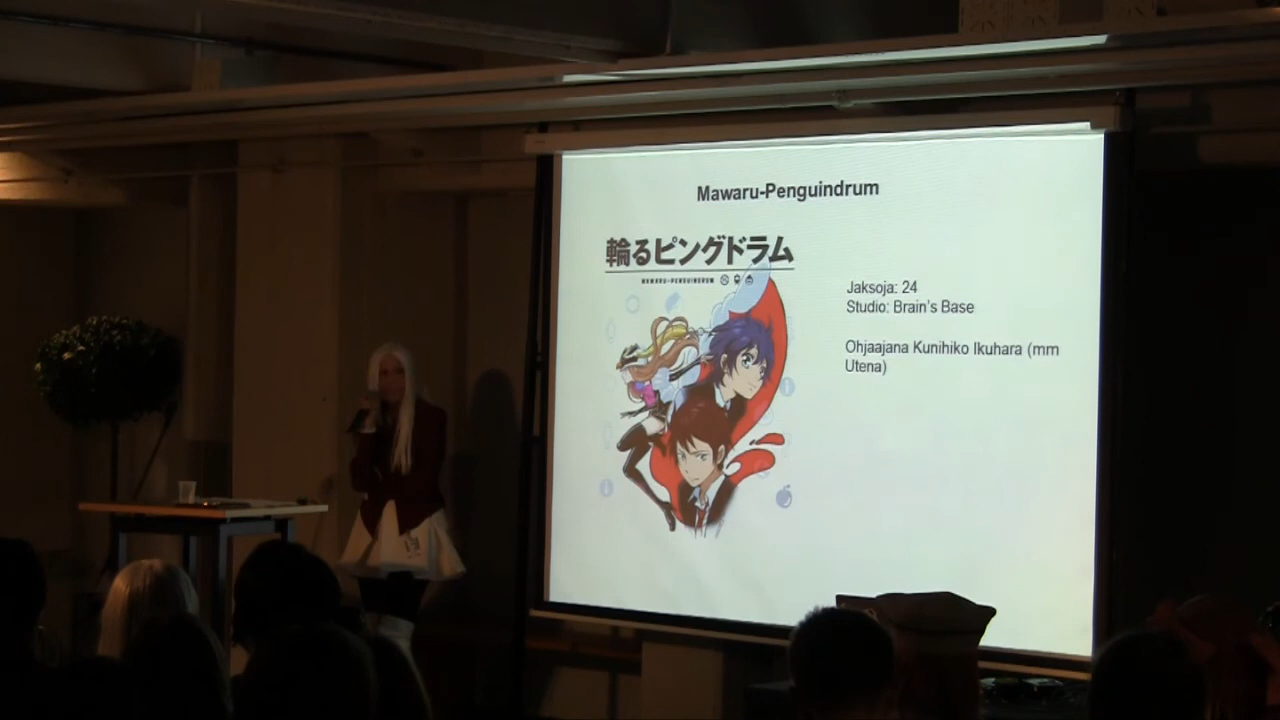 Mawaru-Penguindrum
輪るピングドラム
MAWARU-PENGUINDRUM
Jaksoja: 24
Studio: Brain's Base
Ohjaajana Kunihiko Ikuhara (mm
Utena)